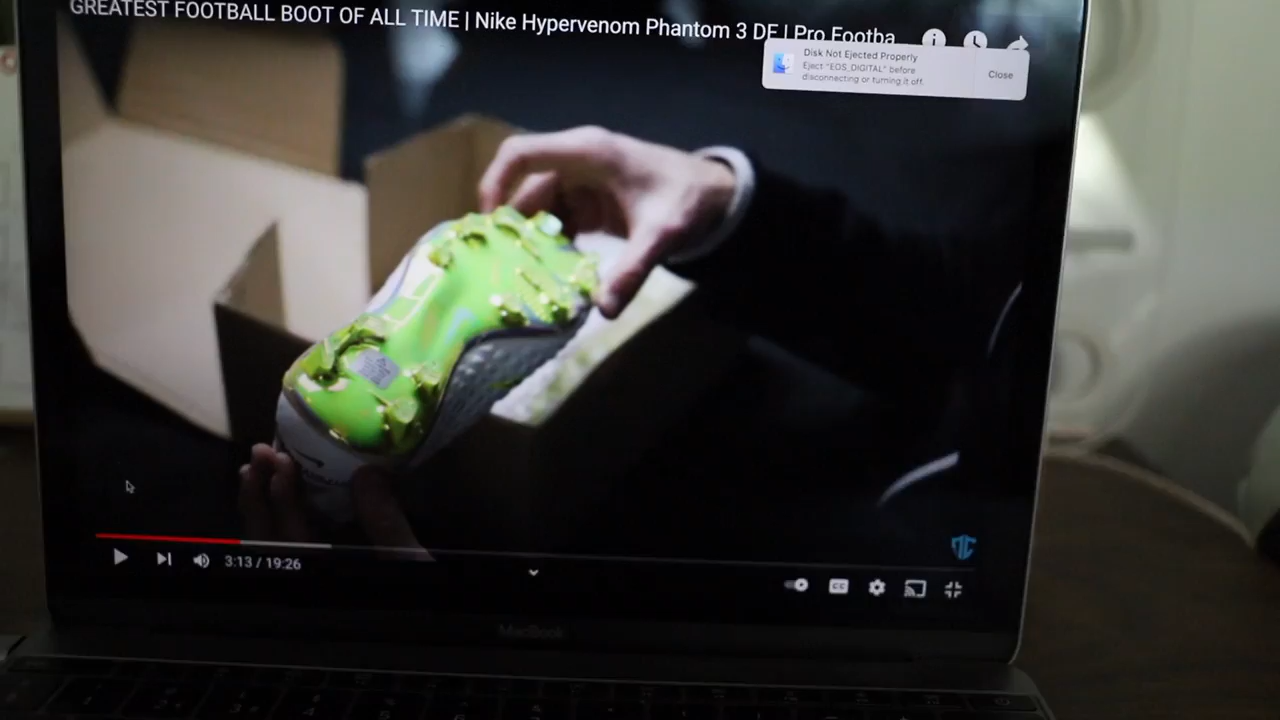 GREATEST FOOTBALL BOOT OF ALL TIME | Nike Hypervenom Phantom 3 DF | Pro Footba
Disk Not Ejected Properly
Eject "EOS_DIGITAL" before
disconnecting or turning it off.
Close
3:13 / 19:26
CC
MacBook